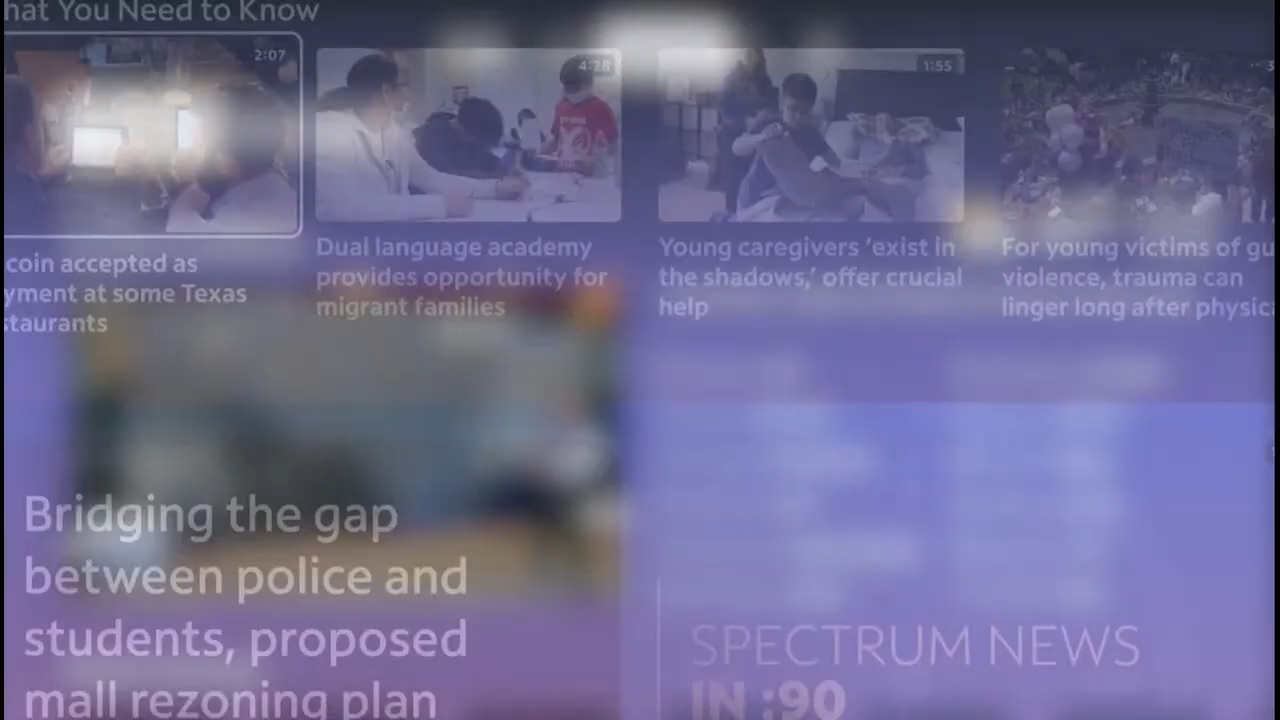 hat You Need to Know
2:07
4:28
1:55
coin accepted as
yment at some Texas
staurants
Dual language academy
provides opportunity for
migrant families
Young caregivers 'exist in
the shadows,' offer crucial
help
For young victims of gu
violence, trauma can
linger long after physica
Bridging the gap
between police and
students, proposed
mall rezoning plan
SPECTRUM NEWS
IN :90